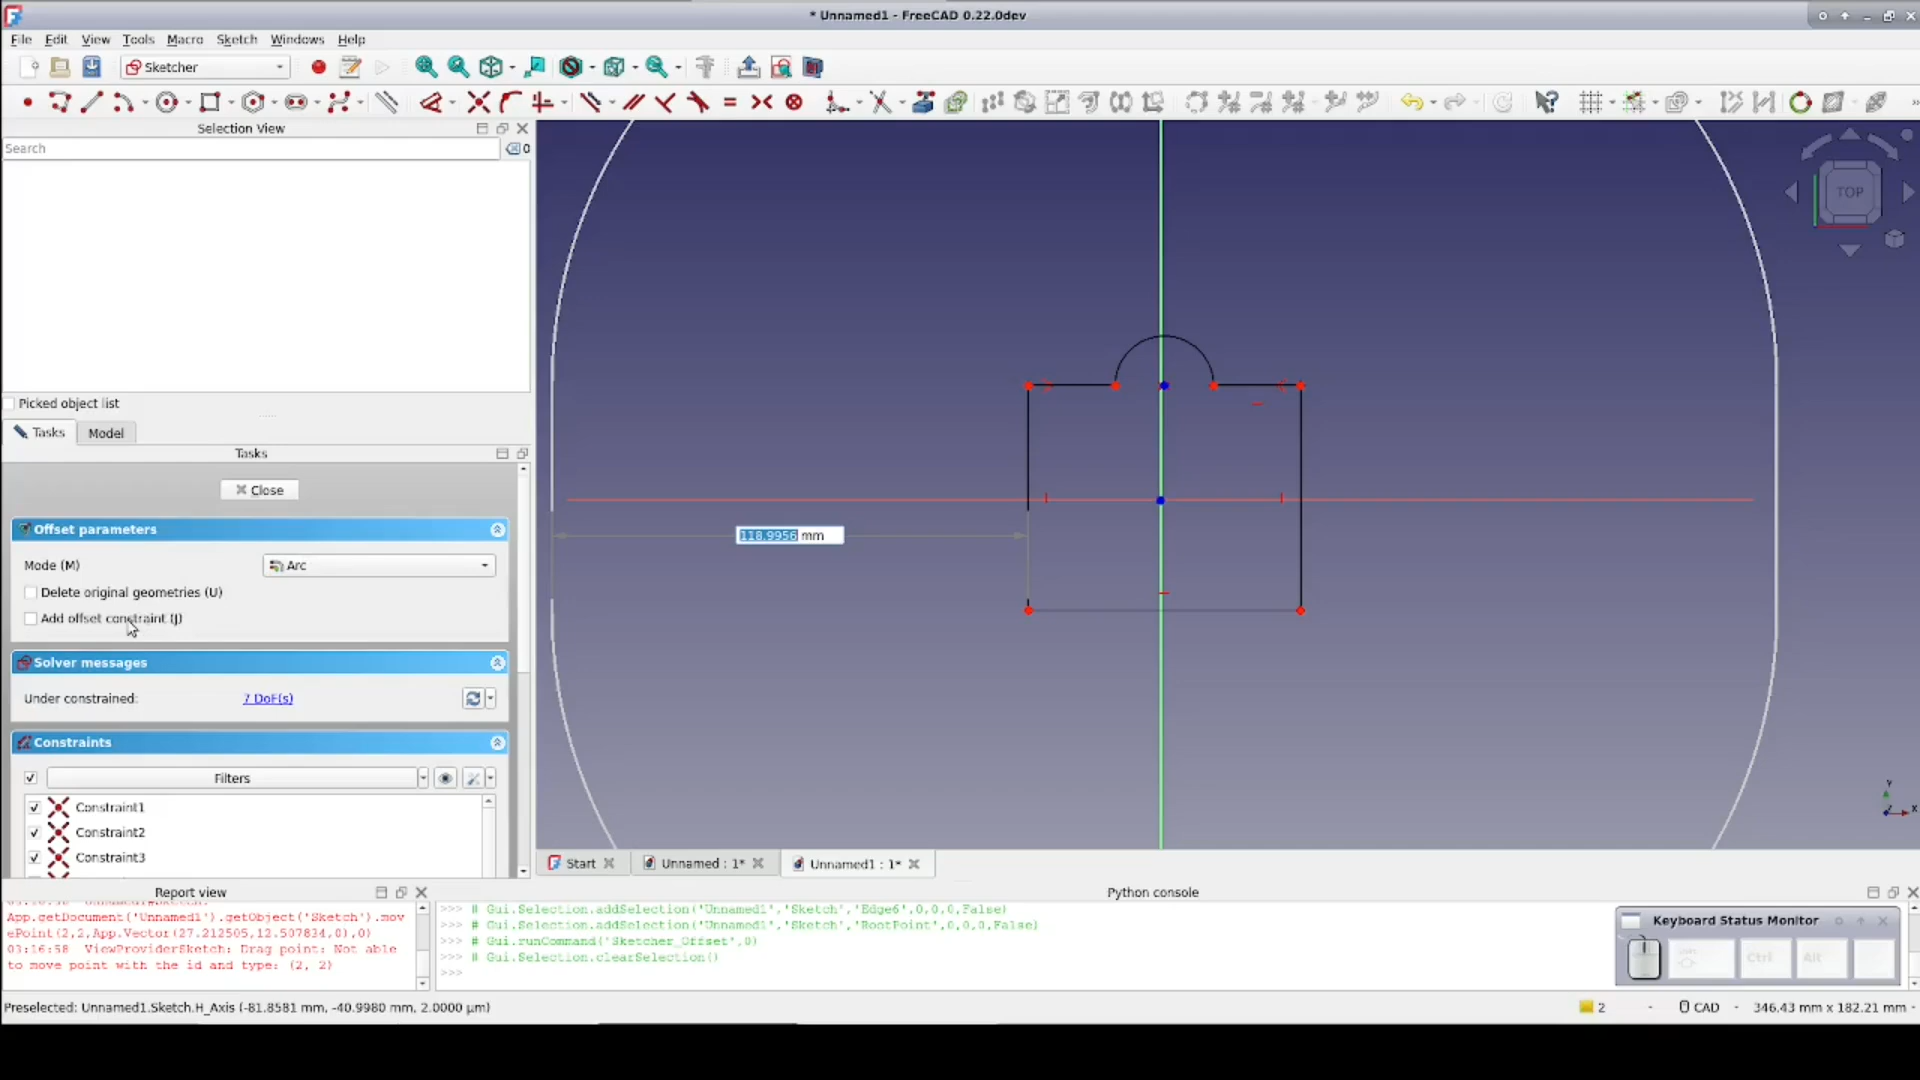 * Unnamed1 - FreeCAD 0.22.0dev
File Edit View Tools Macro Sketch Windows Help
Sketcher
Selection View
Search
0
Picked object list
Tasks Model
Tasks
Close
Offset parameters
Mode (M) Arc
Delete original geometries (U)
Add offset constraint (J)
Solver messages
Under constrained: 7 DoF(s)
Constraints
Filters
Constraint1
Constraint2
Constraint3
118.9956 mm
TOP
Y
X
Start Unnamed : 1* Unnamed1 : 1*
Report view
App.getDocument('Unnamed1').getObject('Sketch').mov
ePoint(2,2,App.Vector(27.212505,12.507834,0),0)
03:16:58 ViewProviderSketch: Drag point: Not able
to move point with the id and type: (2, 2)
Python console
>>> # Gui.Selection.addSelection('Unnamed1','Sketch','Edge6',0,0,0,False)
>>> # Gui.Selection.addSelection('Unnamed1','Sketch','RootPoint',0,0,0,False)
>>> # Gui.runCommand('Sketcher_Offset',0)
>>> # Gui.Selection.clearSelection()
>>>
Keyboard Status Monitor
Ctrl Alt
Preselected: Unnamed1.Sketch.H_Axis (-81.8581 mm, -40.9980 mm, 2.0000 µm)
2 - CAD - 346.43 mm x 182.21 mm -